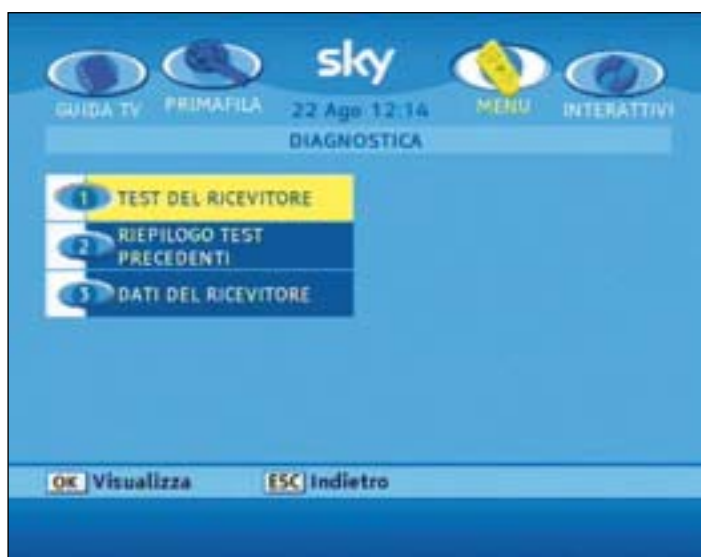 sky
GUIDA TV PRIMAFILA 22 Ago 12:14 MENU INTERATTIVI
DIAGNOSTICA
1 TEST DEL RICEVITORE
2 RIEPILOGO TEST
PRECEDENTI
3 DATI DEL RICEVITORE
OK Visualizza ESC Indietro